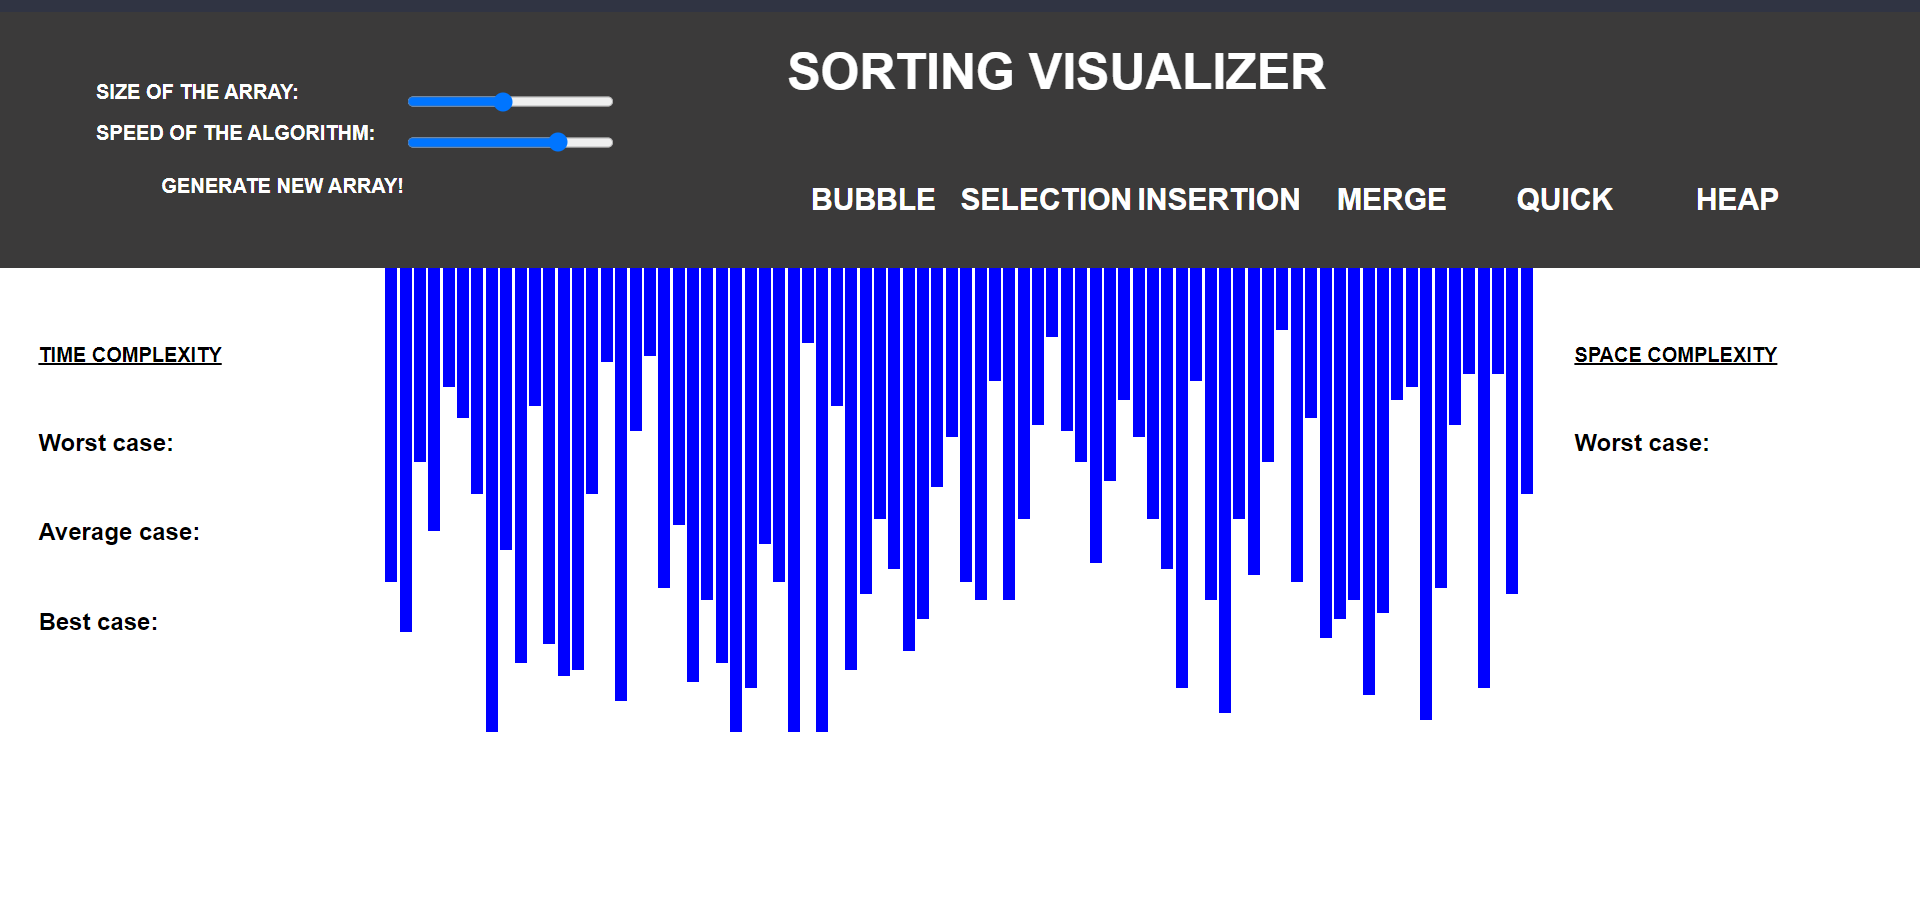 SORTING VISUALIZER
SIZE OF THE ARRAY:
SPEED OF THE ALGORITHM:
GENERATE NEW ARRAY!
BUBBLE SELECTION INSERTION MERGE QUICK HEAP
TIME COMPLEXITY
Worst case:
Average case:
Best case:
SPACE COMPLEXITY
Worst case: